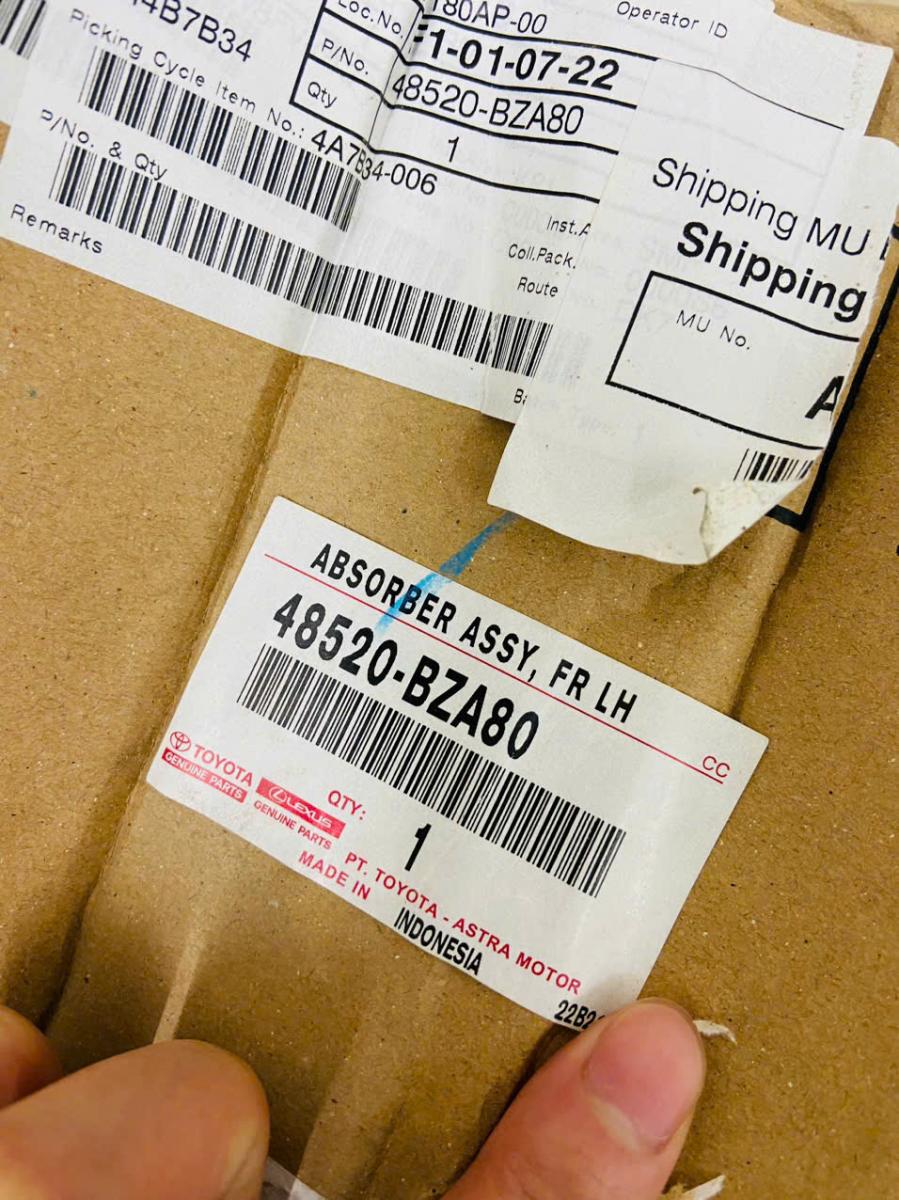 4B7B34
Picking Cycle Item No.: 4A7B34-006
P/No. & Qty
Remarks
Loc.No.
180AP-00
Operator ID
F1-01-07-22
P/No.
48520-BZA80
Qty
1
Coll.Pack.
Route
Shipping MU
Shipping
MU No.
A
ABSORBER ASSY, FR LH
48520-BZA80
CC
TOYOTA
GENUINE PARTS
LEXUS
GENUINE PARTS
QTY:
1
PT. TOYOTA - ASTRA MOTOR
MADE IN
INDONESIA